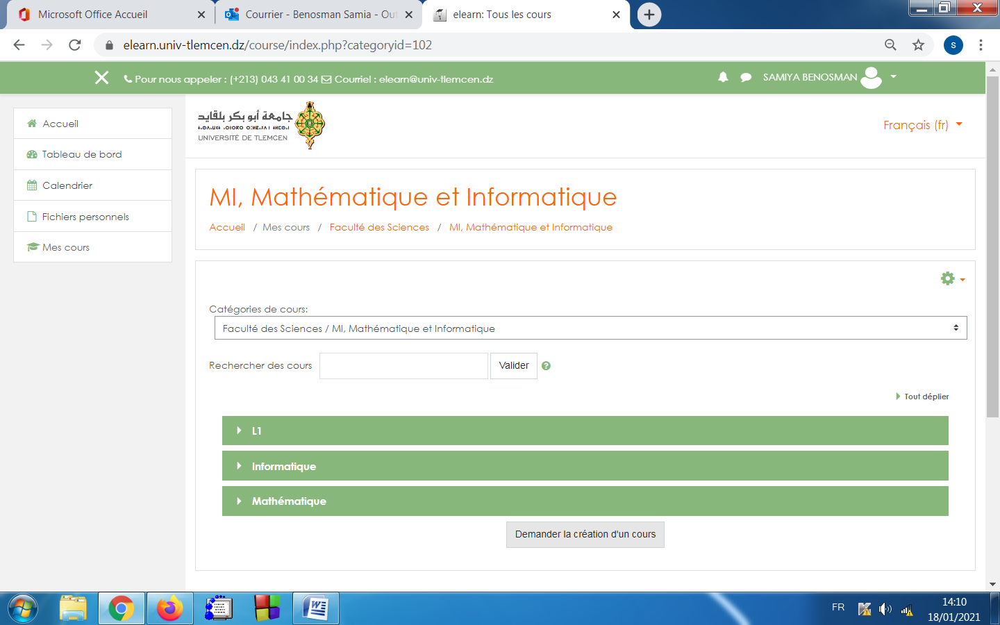 Microsoft Office Accueil
Courrier - Benosman Samia - Out
elearn: Tous les cours
elearn.univ-tlemcen.dz/course/index.php?categoryid=102
s
Pour nous appeler : (+213) 043 41 00 34 Courriel : elearn@univ-tlemcen.dz
SAMIYA BENOSMAN
Accueil
Tableau de bord
Calendrier
Fichiers personnels
Mes cours
جامعة أبو بكر بلقايد
UNIVERSITÉ DE TLEMCEN
Français (fr)
MI, Mathématique et Informatique
Accueil / Mes cours / Faculté des Sciences / MI, Mathématique et Informatique
Catégories de cours:
Faculté des Sciences / MI, Mathématique et Informatique
Rechercher des cours
Valider
Tout déplier
L1
Informatique
Mathématique
Demander la création d'un cours
FR
14:10
18/01/2021